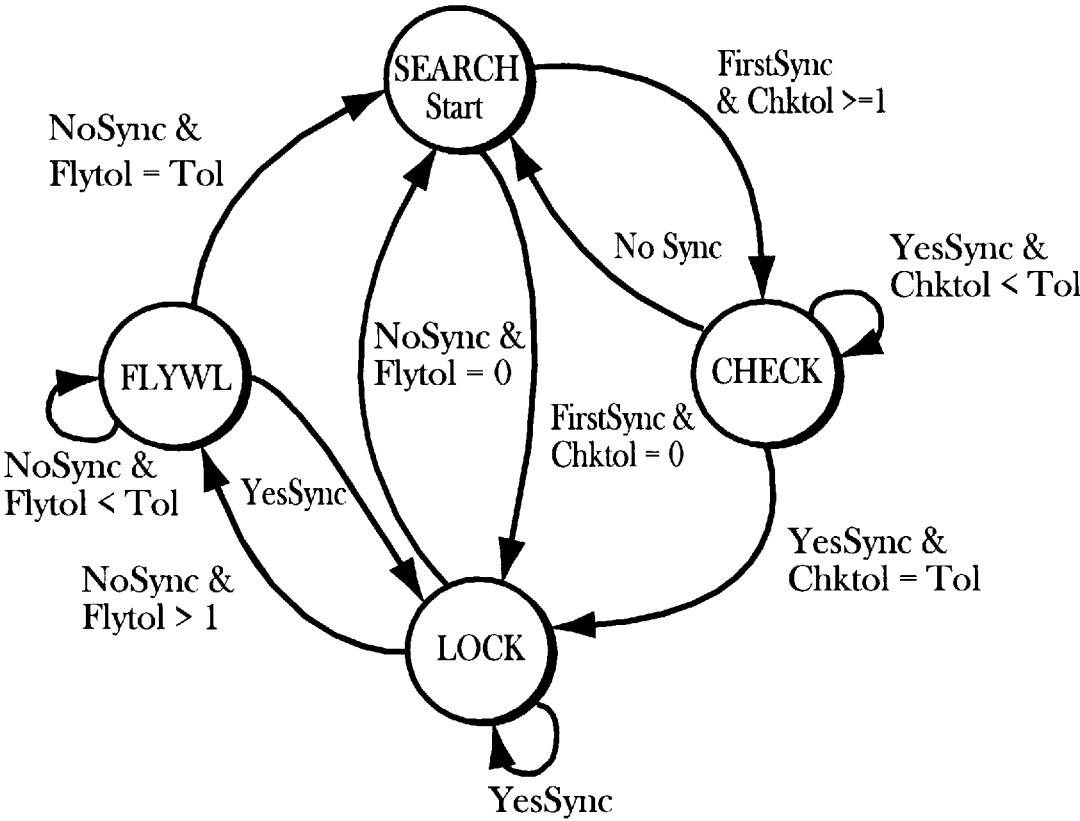 SEARCH
Start
FirstSync
& Chktol >=1
NoSync &
Flytol = Tol
No Sync
YesSync &
Chktol < Tol
NoSync &
Flytol = 0
FLYWL
CHECK
FirstSync &
Chktol = 0
NoSync &
Flytol < Tol
YesSync
YesSync &
Chktol = Tol
NoSync &
Flytol > 1
LOCK
YesSync